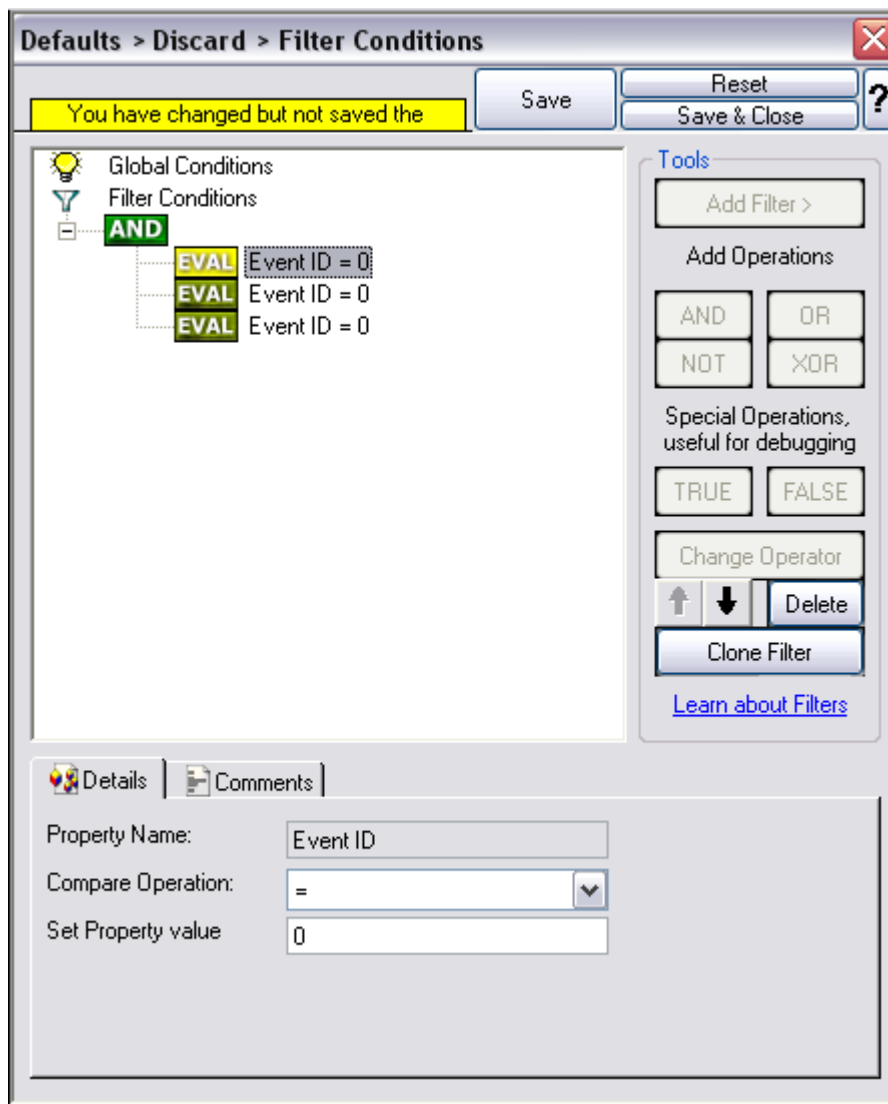 Defaults > Discard > Filter Conditions
You have changed but not saved the
Save
Reset
Save & Close
?
Global Conditions
Filter Conditions
AND
EVAL Event ID = 0
EVAL Event ID = 0
EVAL Event ID = 0
Tools
Add Filter >
Add Operations
AND OR
NOT XOR
Special Operations,
useful for debugging
TRUE FALSE
Change Operator
Delete
Clone Filter
Learn about Filters
Details Comments
Property Name: Event ID
Compare Operation: =
Set Property value 0